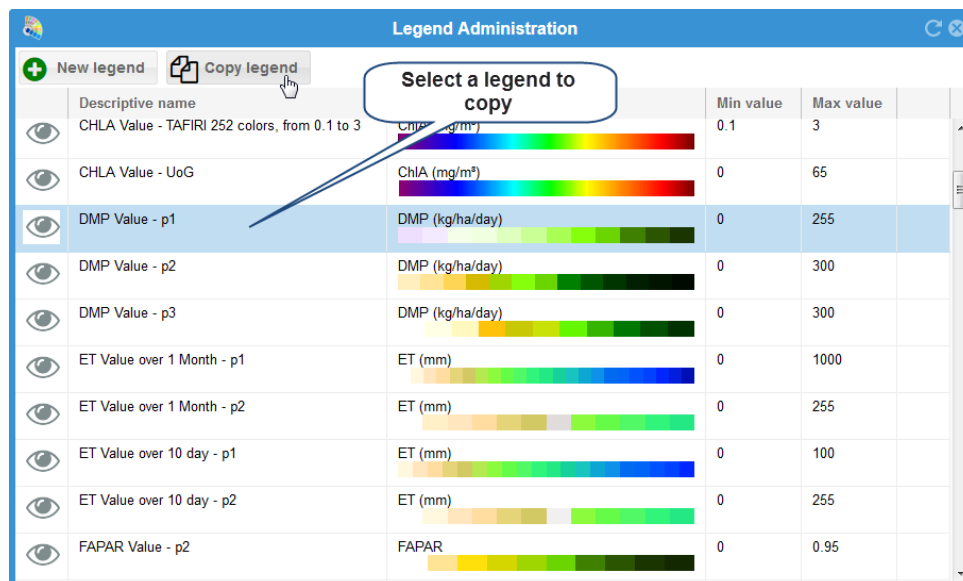 Legend Administration
New legend Copy legend
Select a legend to
copy
Descriptive name Min value Max value
CHLA Value - TAFIRI 252 colors, from 0.1 to 3 0.1 3
CHLA Value - UoG ChlA (mg/m³) 0 65
DMP Value - p1 DMP (kg/ha/day) 0 255
DMP Value - p2 DMP (kg/ha/day) 0 300
DMP Value - p3 DMP (kg/ha/day) 0 300
ET Value over 1 Month - p1 ET (mm) 0 1000
ET Value over 1 Month - p2 ET (mm) 0 255
ET Value over 10 day - p1 ET (mm) 0 100
ET Value over 10 day - p2 ET (mm) 0 255
FAPAR Value - p2 FAPAR 0 0.95